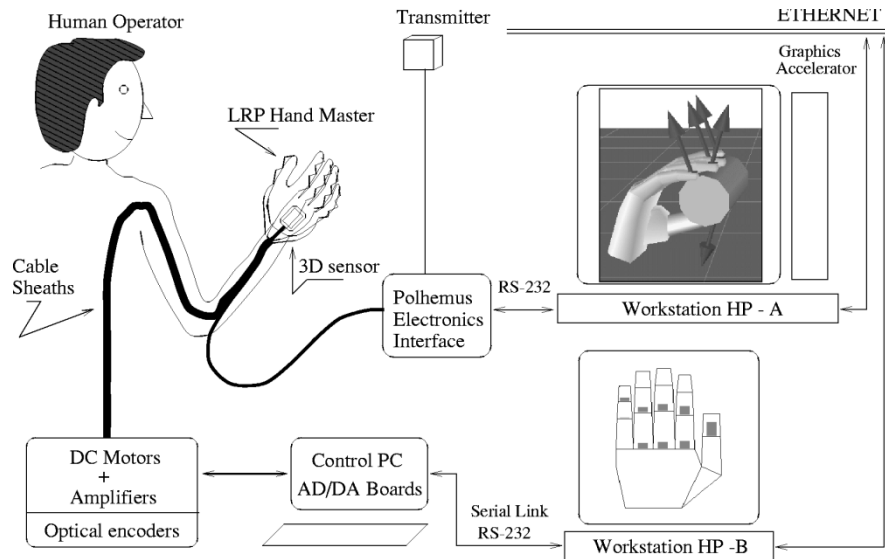 Human Operator
Transmitter
ETHERNET
Graphics
Accelerator
LRP Hand Master
Cable
Sheaths
3D sensor
Polhemus
Electronics
Interface
RS-232
Workstation HP - A
DC Motors
+
Amplifiers
Optical encoders
Control PC
AD/DA Boards
Serial Link
RS-232
Workstation HP -B